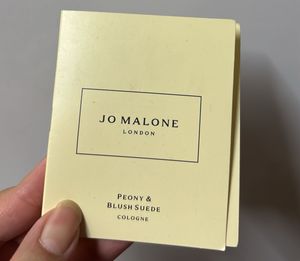 JO MALONE
LONDON
PEONY &
BLUSH SUEDE
COLOGNE